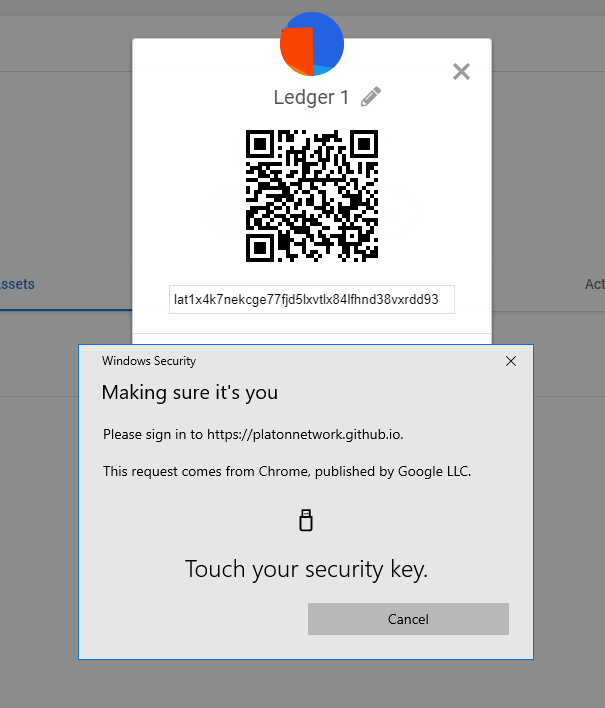 Ledger 1
lat1x4k7nekcge77fjd5lxvtlx84lfhnd38vxrdd93
ssets
Act
Windows Security
Making sure it's you
Please sign in to https://platonnetwork.github.io.
This request comes from Chrome, published by Google LLC.
Touch your security key.
Cancel